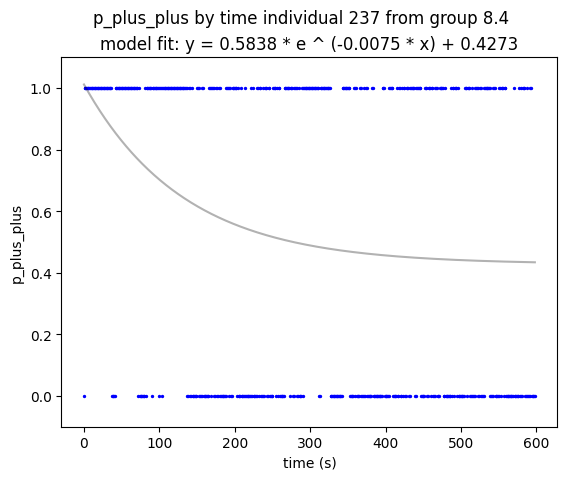 p_plus_plus by time individual 237 from group 8.4
model fit: y = 0.5838 * e ^ (-0.0075 * x) + 0.4273
1.0
0.8
0.6
0.4
0.2
0.0
p_plus_plus
0 100 200 300 400 500 600
time (s)